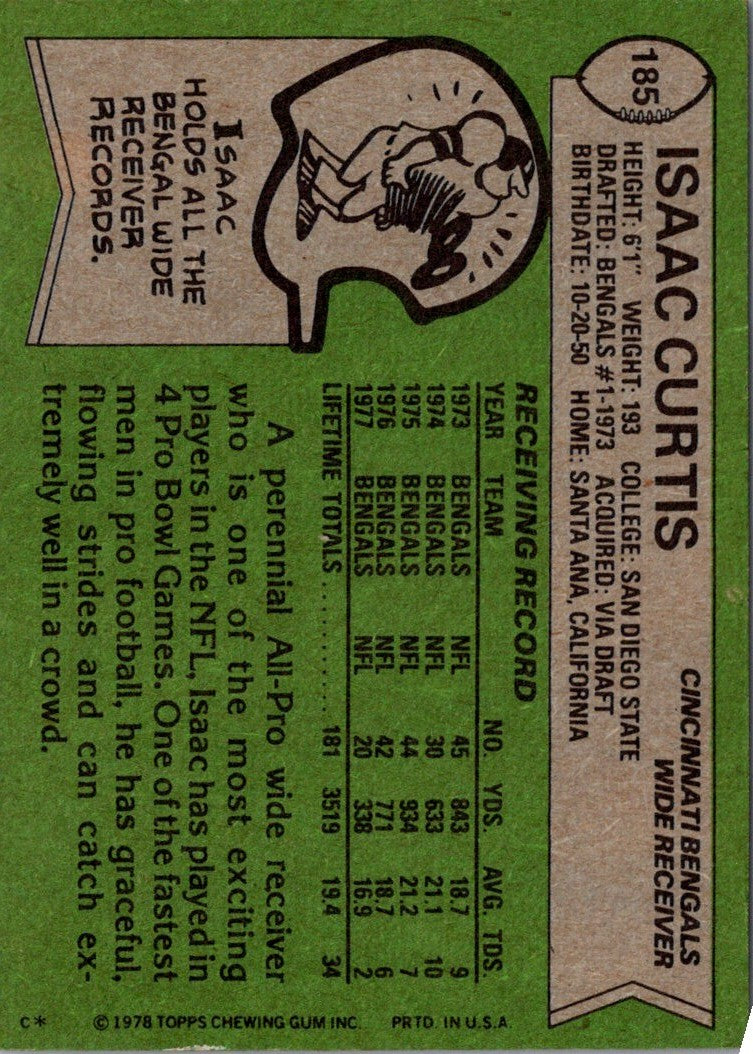 185
ISAAC CURTIS
CINCINNATI BENGALS
WIDE RECEIVER
HEIGHT: 6'1" WEIGHT: 193 COLLEGE: SAN DIEGO STATE
DRAFTED: BENGALS #1-1973 ACQUIRED: VIA DRAFT
BIRTHDATE: 10-20-50 HOME: SANTA ANA, CALIFORNIA
RECEIVING RECORD
YEAR TEAM NO. YDS. AVG. TDS.
1973 BENGALS NFL 45 843 18.7 9
1974 BENGALS NFL 30 633 21.1 10
1975 BENGALS NFL 44 934 21.2 7
1976 BENGALS NFL 42 771 18.7 6
1977 BENGALS NFL 20 338 16.9 2
LIFETIME TOTALS ............ 181 3519 19.4 34
ISAAC
HOLDS ALL THE
BENGAL WIDE
RECEIVER
RECORDS.
A perennial All-Pro wide receiver
who is one of the most exciting
players in the NFL, Isaac has played in
4 Pro Bowl Games. One of the fastest
men in pro football, he has graceful,
flowing strides and can catch ex-
tremely well in a crowd.
C* © 1978 TOPPS CHEWING GUM INC. PRTD. IN U.S.A.